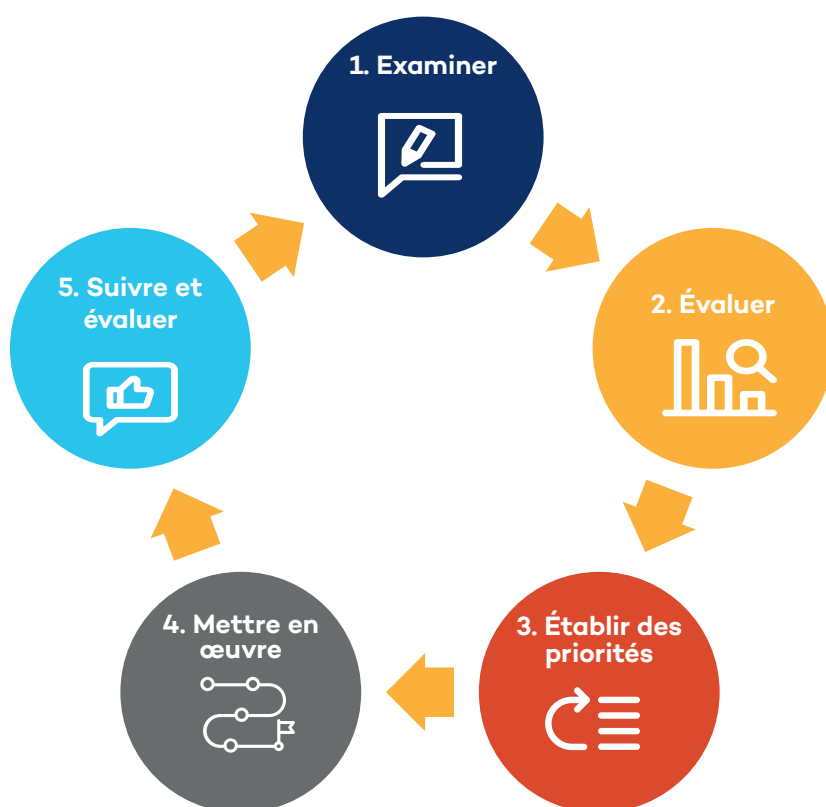 1. Examiner
2. Évaluer
3. Établir des
priorités
4. Mettre en
œuvre
5. Suivre et
évaluer